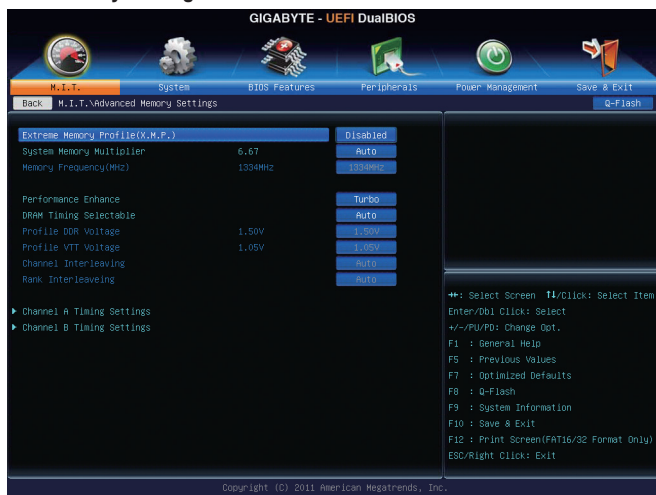 GIGABYTE - UEFI DualBIOS
M.I.T. System BIOS Features Peripherals Power Management Save & Exit
Back M.I.T.\Advanced Memory Settings Q-Flash
Extreme Memory Profile(X.M.P.) Disabled
System Memory Multiplier 6.67 Auto
Memory Frequency(MHz) 1334MHz 1334MHz
Performance Enhance Turbo
DRAM Timing Selectable Auto
Profile DDR Voltage 1.50V 1.50V
Profile VTT Voltage 1.05V 1.05V
Channel Interleaving Auto
Rank Interleaveing Auto
Channel A Timing Settings
Channel B Timing Settings
→←: Select Screen ↑↓/Click: Select Item
Enter/Dbl Click: Select
+/-/PU/PD: Change Opt.
F1 : General Help
F5 : Previous Values
F7 : Optimized Defaults
F8 : Q-Flash
F9 : System Information
F10 : Save & Exit
F12 : Print Screen(FAT16/32 Format Only)
ESC/Right Click: Exit
Copyright (C) 2011 American Megatrends, Inc.